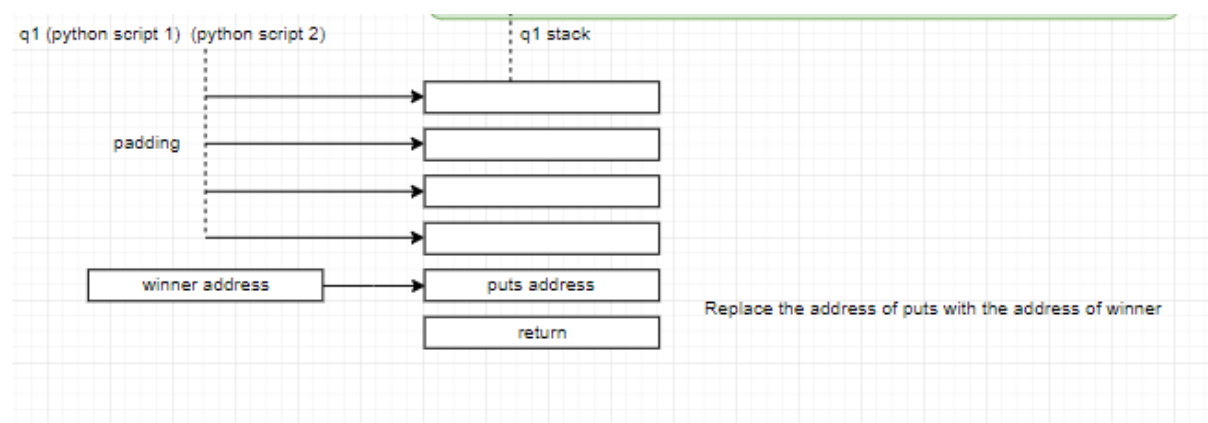 q1 (python script 1) (python script 2)
q1 stack
padding
winner address
puts address
Replace the address of puts with the address of winner
return